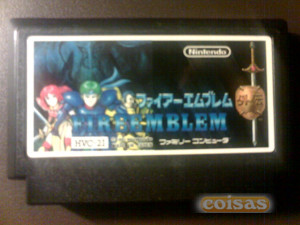 Nintendo
ファイアーエムブレム
FIRE EMBLEM
HVC-21
ファミリー コンピュータ
coisas